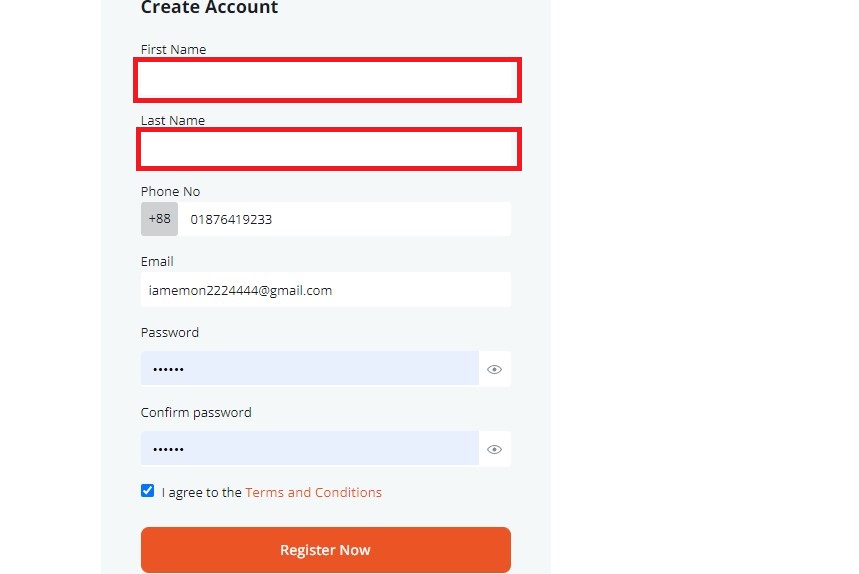 Create Account
First Name
Last Name
Phone No
+88 01876419233
Email
iamemon2224444@gmail.com
Password
••••••
Confirm password
••••••
I agree to the Terms and Conditions
Register Now